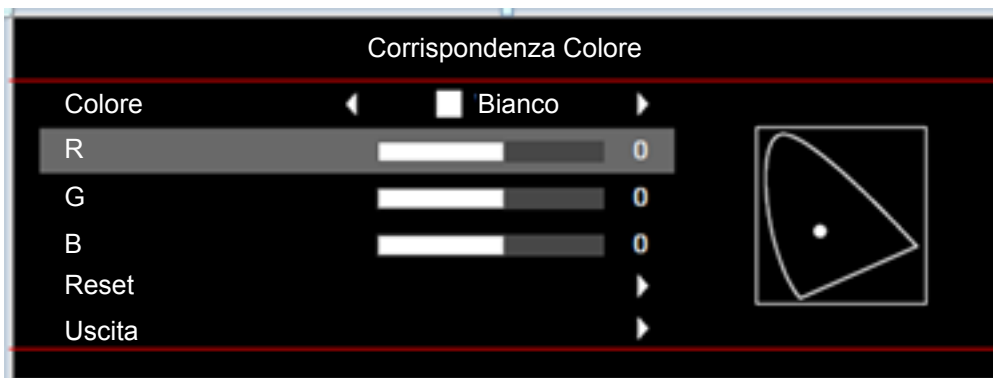 Corrispondenza Colore
Colore Bianco
R 0
G 0
B 0
Reset
Uscita